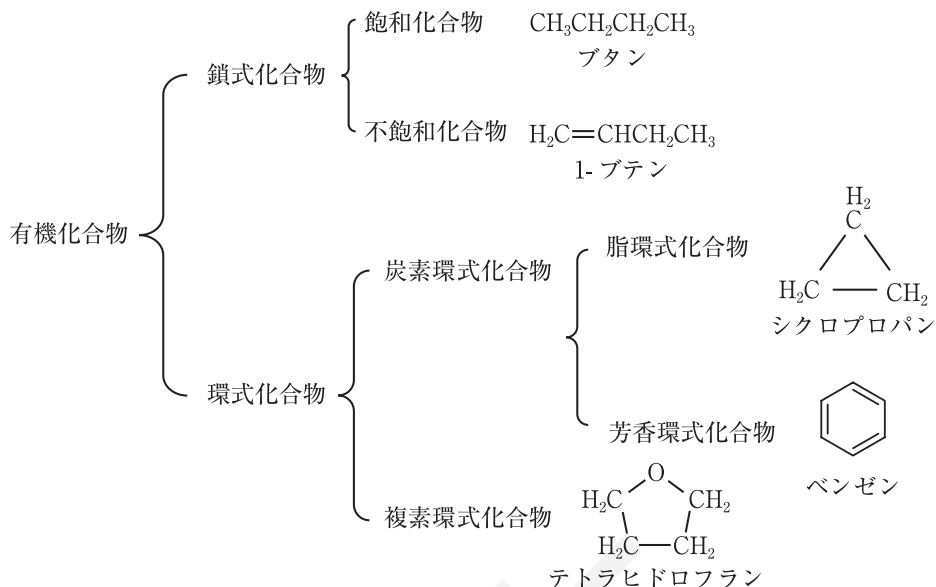 飽和化合物 CH₃CH₂CH₂CH₃
ブタン
鎖式化合物
不飽和化合物 H₂C=CHCH₂CH₃
1-ブテン
有機化合物
炭素環式化合物
脂環式化合物
H₂
C
H₂C CH₂
シクロプロパン
環式化合物
芳香環式化合物
ベンゼン
複素環式化合物
O
H₂C CH₂
H₂C CH₂
テトラヒドロフラン